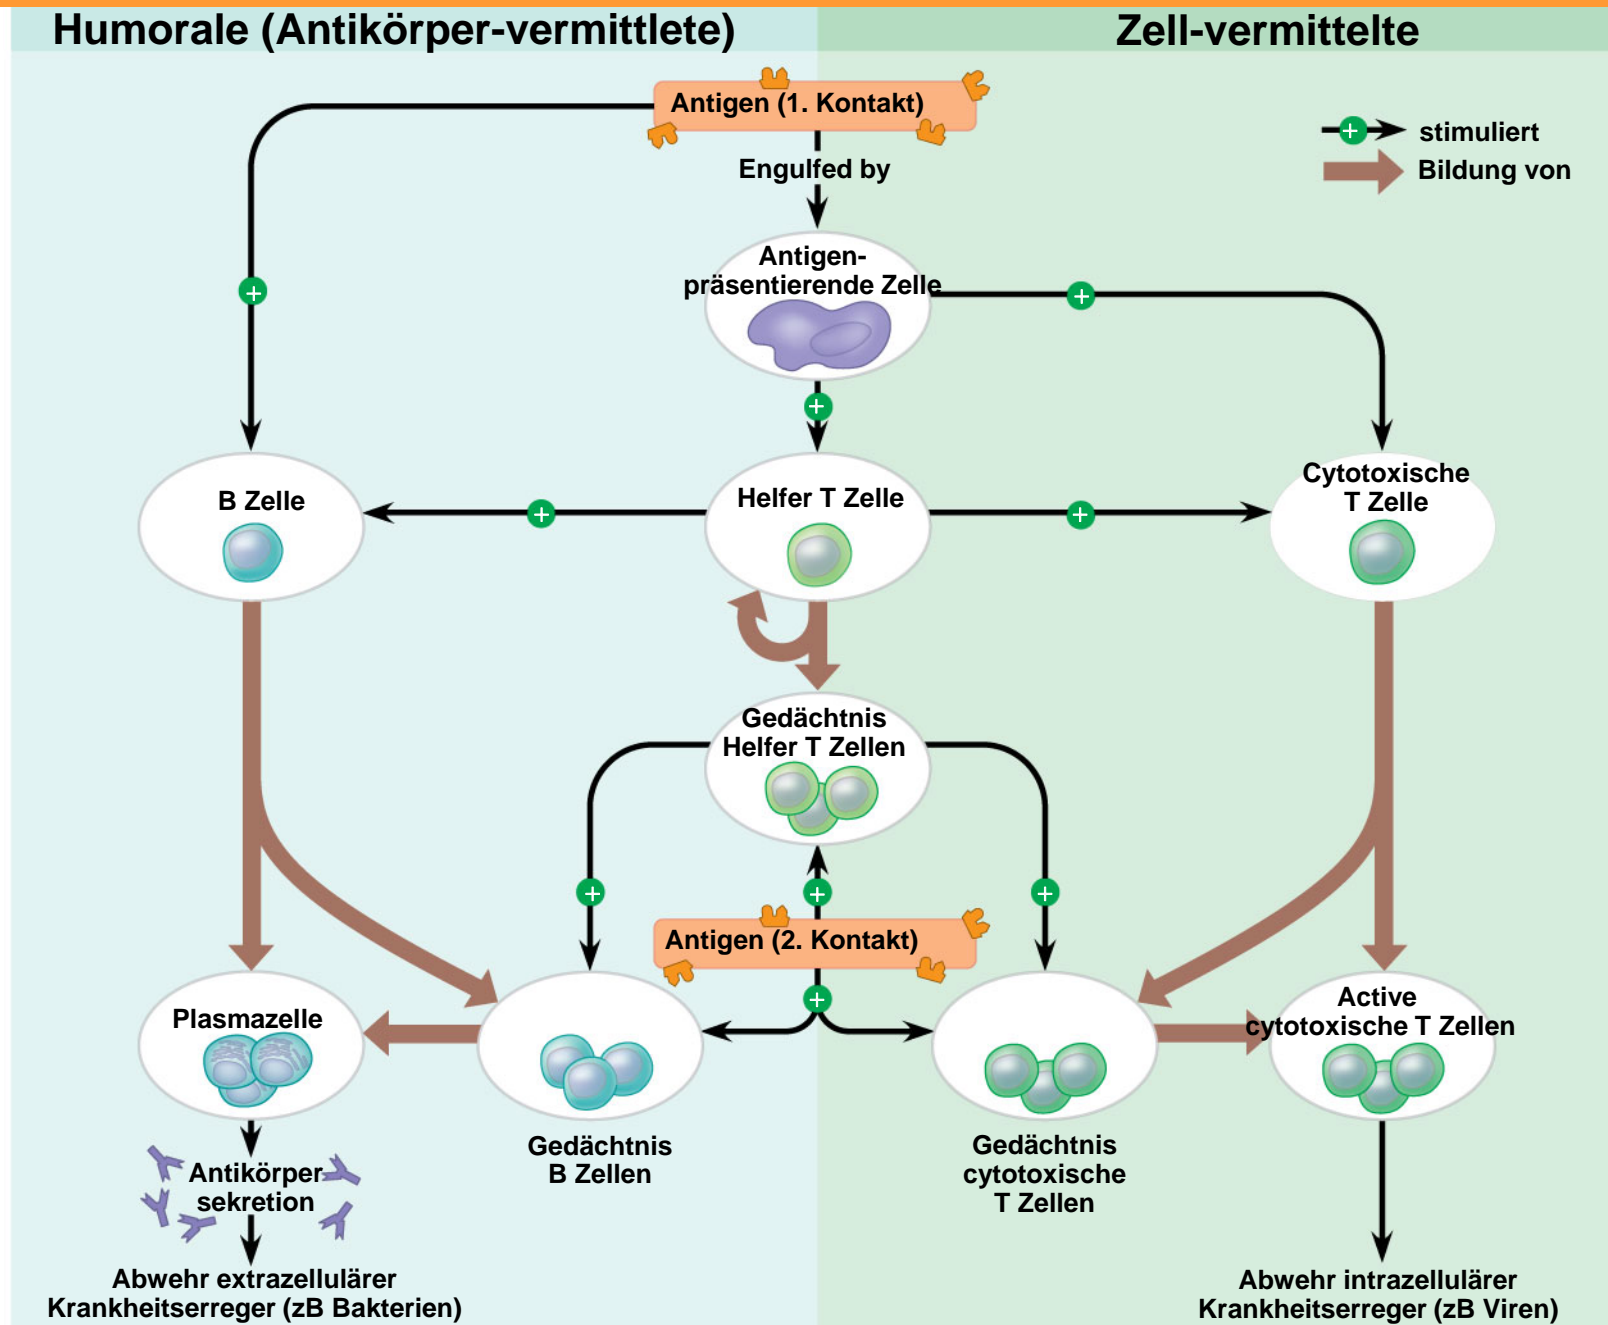 Humorale (Antikörper-vermittlete)
Zell-vermittelte
Antigen (1. Kontakt)
stimuliert
Bildung von
Engulfed by
Antigen-
präsentierende Zelle
B Zelle
Helfer T Zelle
Cytotoxische
T Zelle
Gedächtnis
Helfer T Zellen
Antigen (2. Kontakt)
Plasmazelle
Active
cytotoxische T Zellen
Gedächtnis
B Zellen
Gedächtnis
cytotoxische
T Zellen
Antikörper
sekretion
Abwehr extrazellulärer
Krankheitserreger (zB Bakterien)
Abwehr intrazellulärer
Krankheitserreger (zB Viren)